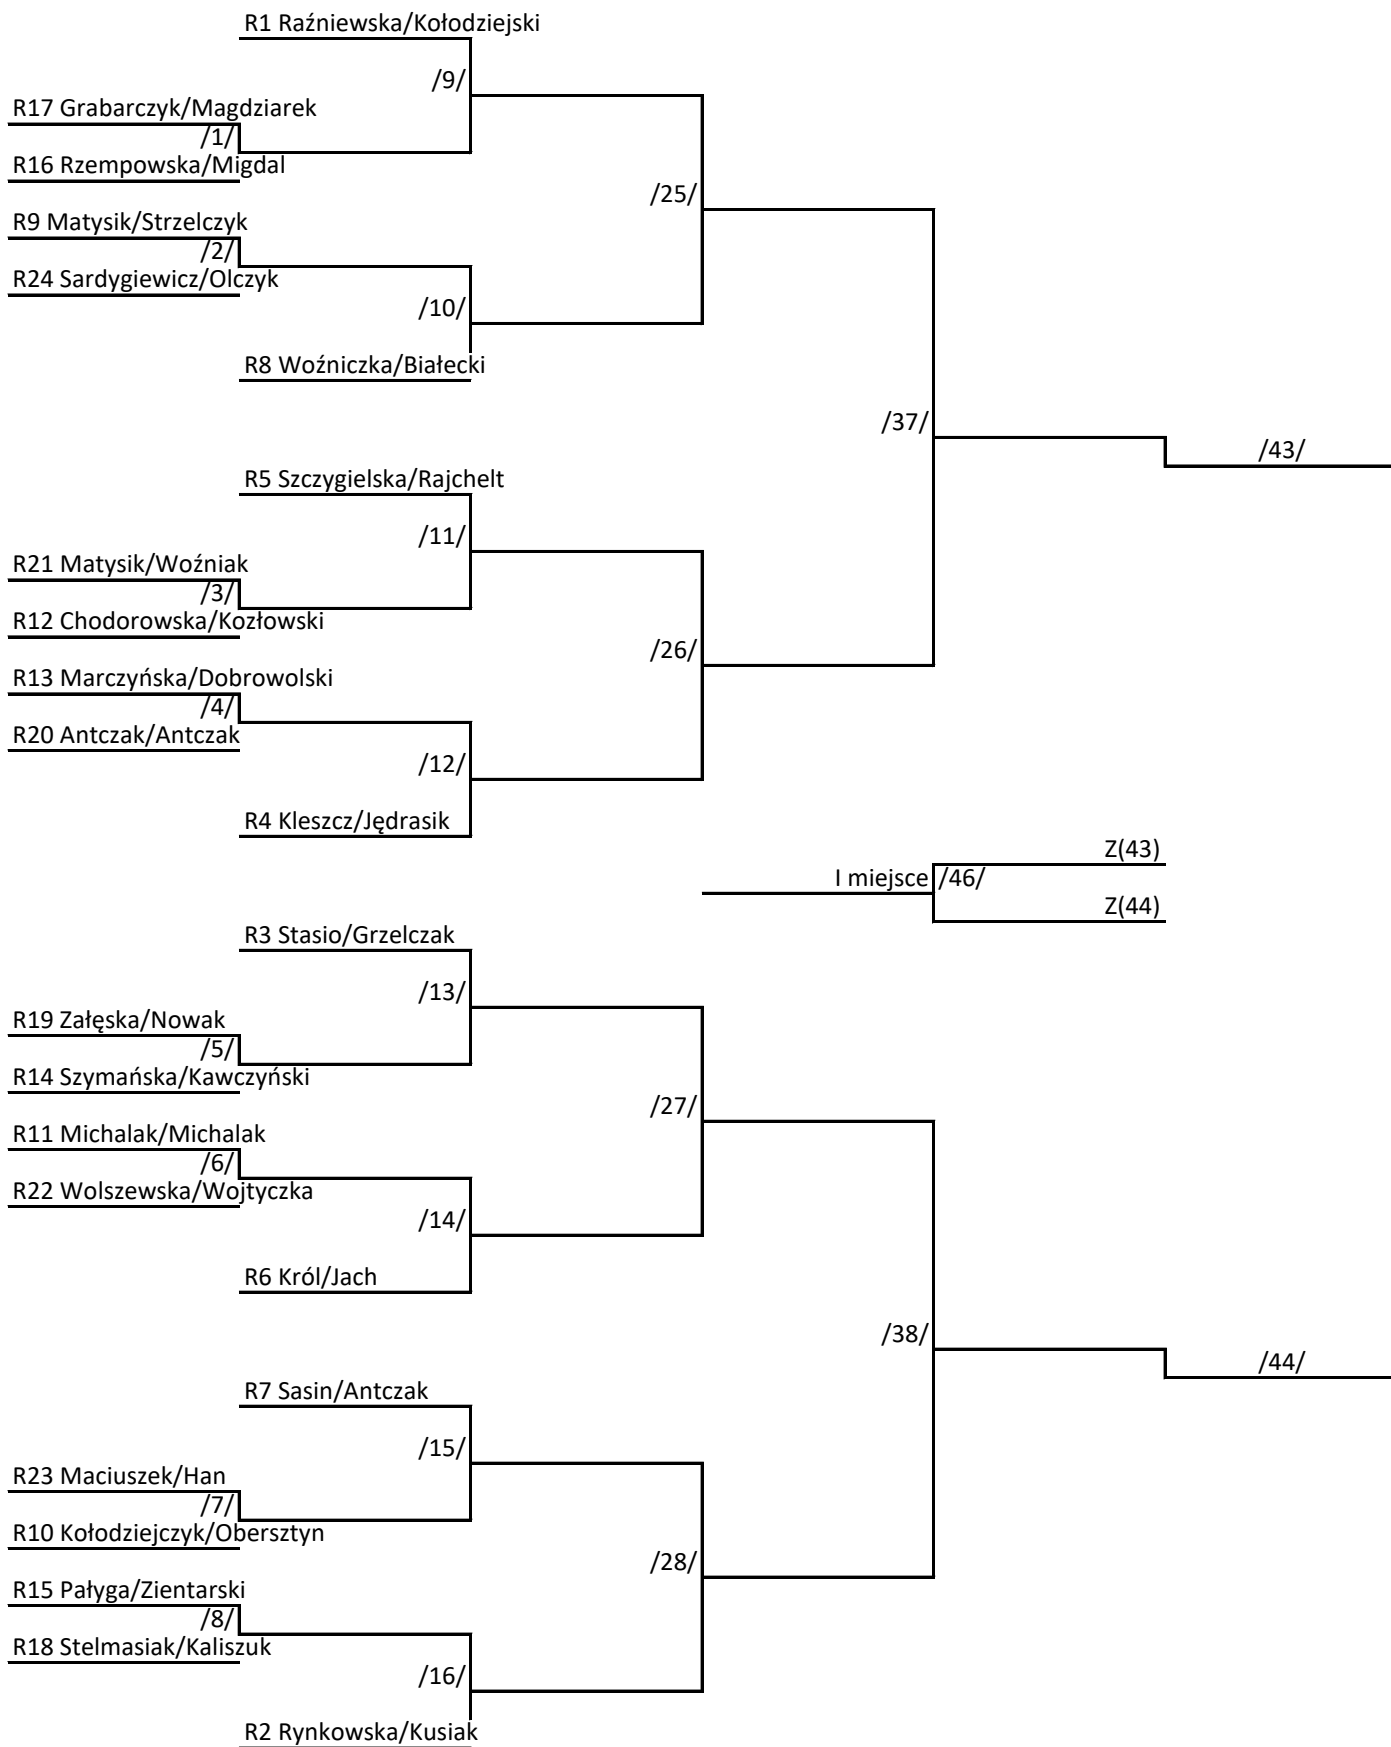 R1 Raźniewska/Kołodziejski
/9/
R17 Grabarczyk/Magdziarek
/1/
R16 Rzempowska/Migdal
/25/
R9 Matysik/Strzelczyk
/2/
R24 Sardygiewicz/Olczyk
/10/
R8 Woźniczka/Białecki
/37/
/43/
R5 Szczygielska/Rajchelt
/11/
R21 Matysik/Woźniak
/3/
R12 Chodorowska/Kozłowski
/26/
R13 Marczyńska/Dobrowolski
/4/
R20 Antczak/Antczak
/12/
R4 Kleszcz/Jędrasik
Z(43)
I miejsce /46/
Z(44)
R3 Stasio/Grzelczak
/13/
R19 Załęska/Nowak
/5/
R14 Szymańska/Kawczyński
/27/
R11 Michalak/Michalak
/6/
R22 Wolszewska/Wojtyczka
/14/
R6 Król/Jach
/38/
/44/
R7 Sasin/Antczak
/15/
R23 Maciuszek/Han
/7/
R10 Kołodziejczyk/Obersztyn
/28/
R15 Pałyga/Zientarski
/8/
R18 Stelmasiak/Kaliszuk
/16/
R2 Rynkowska/Kusiak